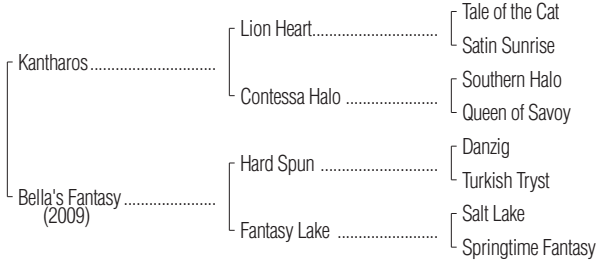 Tale of the Cat
Lion Heart
Satin Sunrise
Kantharos
Southern Halo
Contessa Halo
Queen of Savoy
Danzig
Hard Spun
Turkish Tryst
Bella's Fantasy
(2009)
Salt Lake
Fantasy Lake
Springtime Fantasy